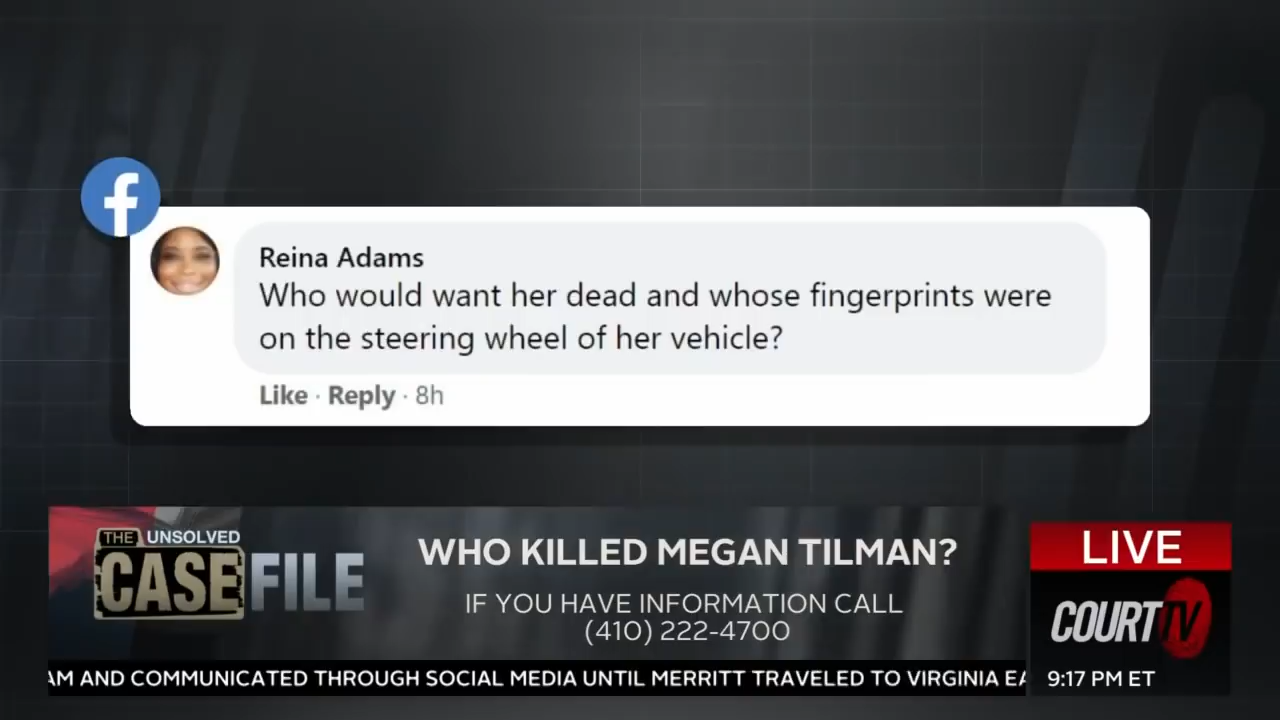 f
Reina Adams
Who would want her dead and whose fingerprints were
on the steering wheel of her vehicle?
Like · Reply · 8h
THE UNSOLVED
CASE FILE
WHO KILLED MEGAN TILMAN?
IF YOU HAVE INFORMATION CALL
(410) 222-4700
LIVE
COURT TV
AND COMMUNICATED THROUGH SOCIAL MEDIA UNTIL MERRITT TRAVELED TO VIRGINIA
9:17 PM ET